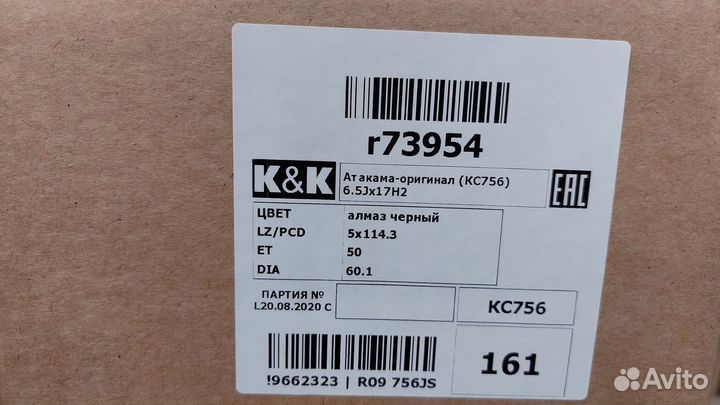 r73954
K&K
Атакама-оригинал (КС756)
6.5Jx17H2
EAC
ЦВЕТ алмаз черный
LZ/PCD 5x114.3
ET 50
DIA 60.1
ПАРТИЯ №
L20.08.2020 C
КС756
!9662323 | R09 756JS
161
Avito